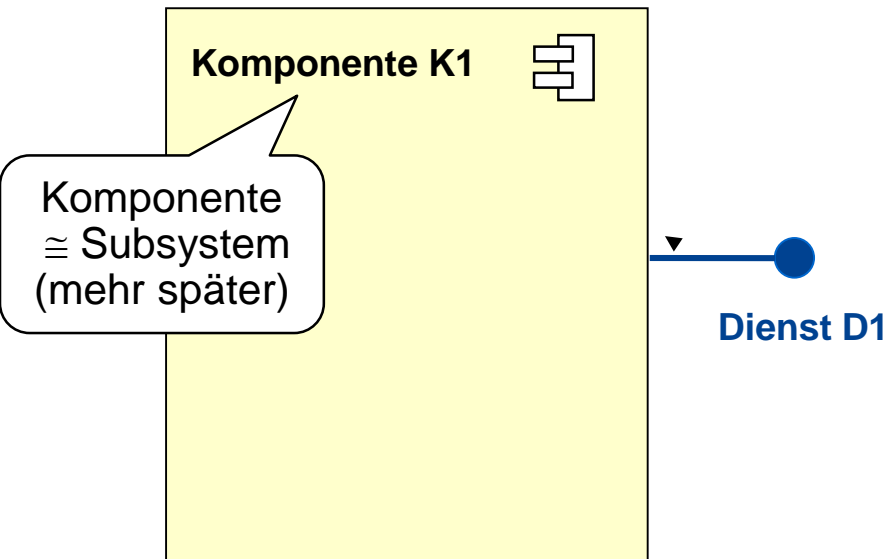 Komponente K1
Komponente
≅ Subsystem
(mehr später)
Dienst D1